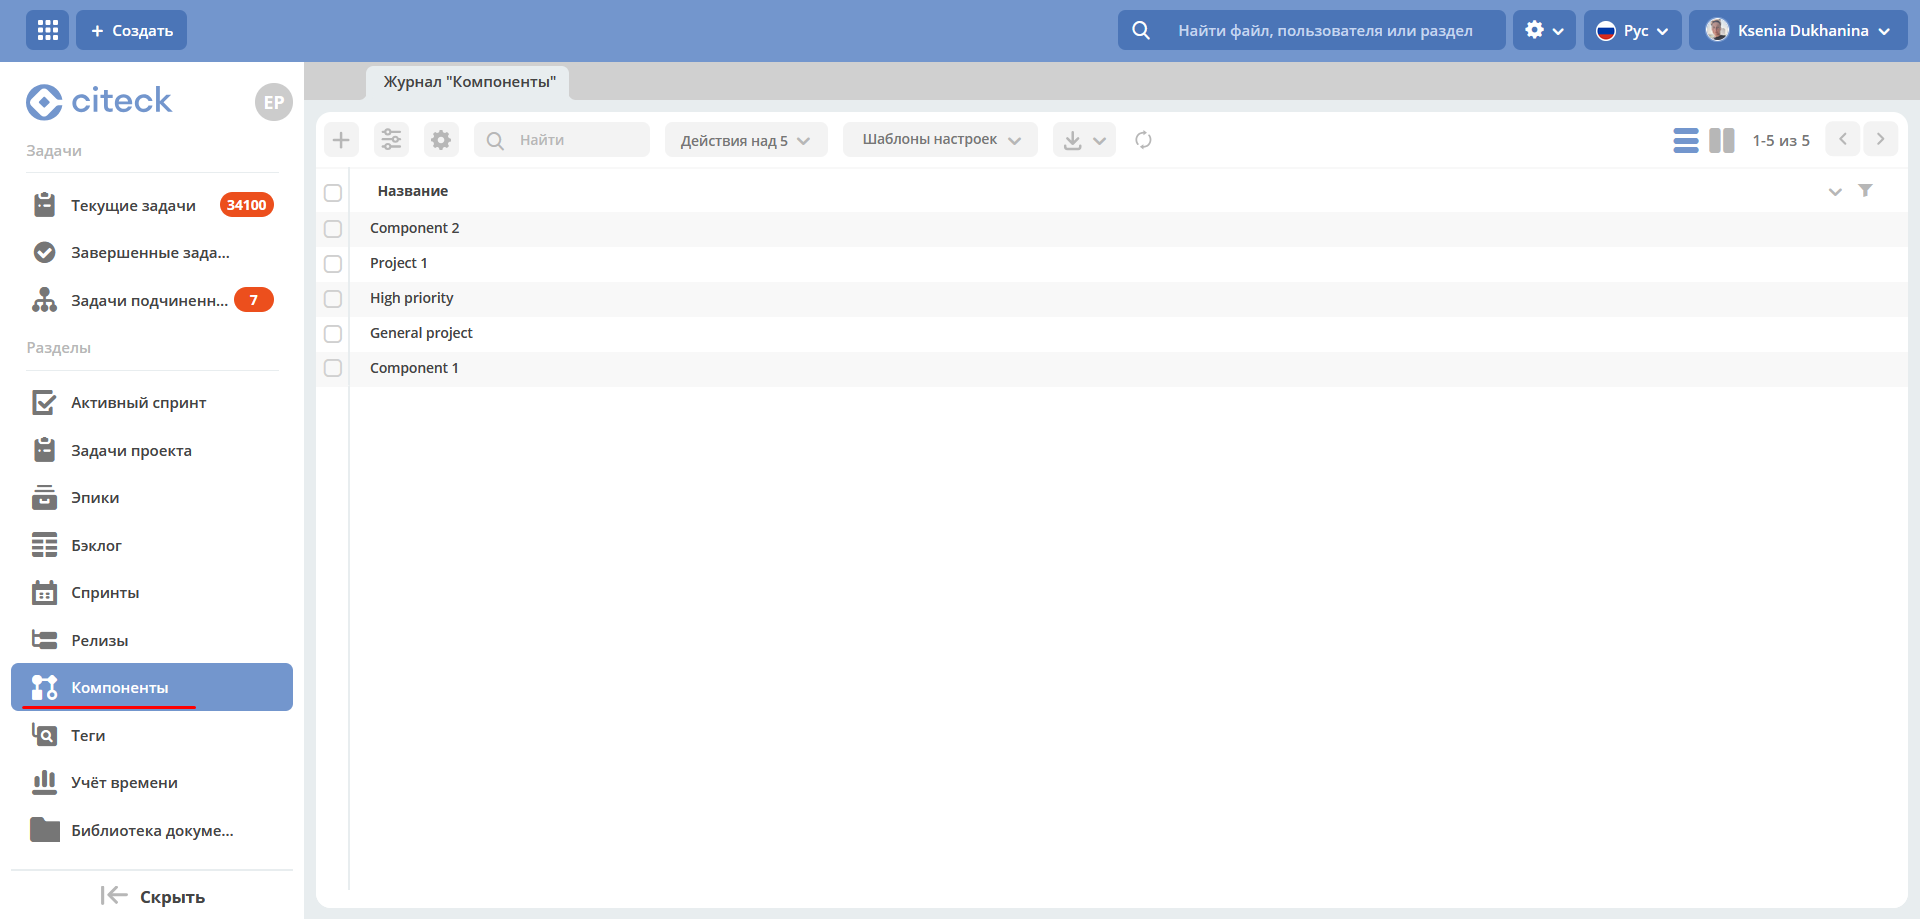 Создать
Найти файл, пользователя или раздел
Рус
Ksenia Dukhanina
citeck
EP
Журнал "Компоненты"
Найти
Действия над 5
Шаблоны настроек
1-5 из 5
Задачи
Текущие задачи 34100
Завершенные зада...
Задачи подчиненн... 7
Разделы
Активный спринт
Задачи проекта
Эпики
Бэклог
Спринты
Релизы
Компоненты
Теги
Учёт времени
Библиотека докуме...
Скрыть
Название
Component 2
Project 1
High priority
General project
Component 1